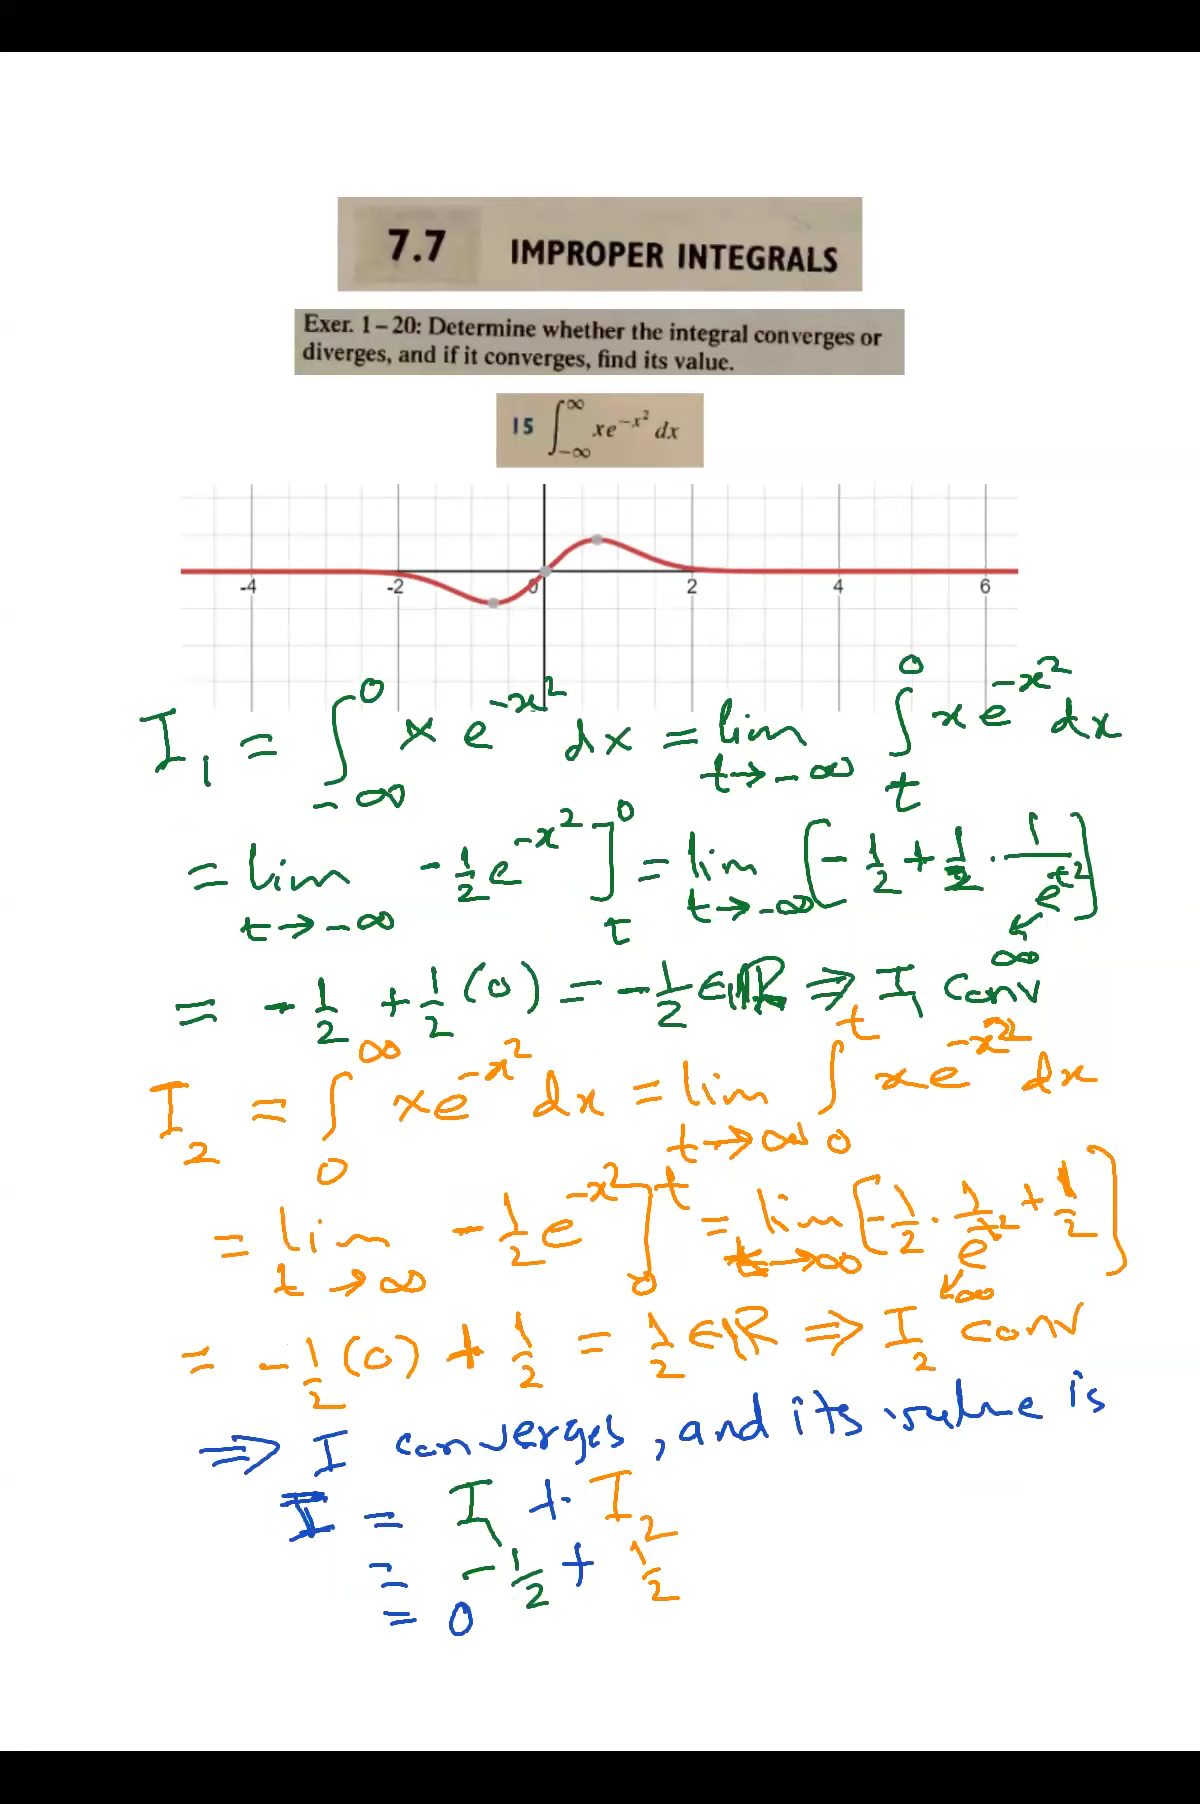 7.7 IMPROPER INTEGRALS
Exer. 1–20: Determine whether the integral converges or
diverges, and if it converges, find its value.
15 ∫_{-∞}^{∞} xe^{-x²} dx
-4 -2 0 2 4 6
I₁ = ∫_{-∞}^{0} x e^{-x²} dx = lim_{t→-∞} ∫_{t}^{0} x e^{-x²} dx
= lim_{t→-∞} -1/2 e^{-x²} ]_{t}^{0} = lim_{t→-∞} [-1/2 + 1/2 · 1/e^{t²}]
↙
∞
= -1/2 + 1/2 (0) = -1/2 ∈ ℝ ⇒ I₁ conv
I₂ = ∫_{0}^{∞} xe^{-x²} dx = lim_{t→∞} ∫_{0}^{t} xe^{-x²} dx
= lim_{t→∞} -1/2 e^{-x²} ]_{0}^{t} = lim_{t→∞} [-1/2 · 1/e^{t²} + 1/2]
↙∞
= -1/2 (0) + 1/2 = 1/2 ∈ ℝ ⇒ I₂ conv
⇒ I converges, and its value is
I = I₁ + I₂
= -1/2 + 1/2
= 0